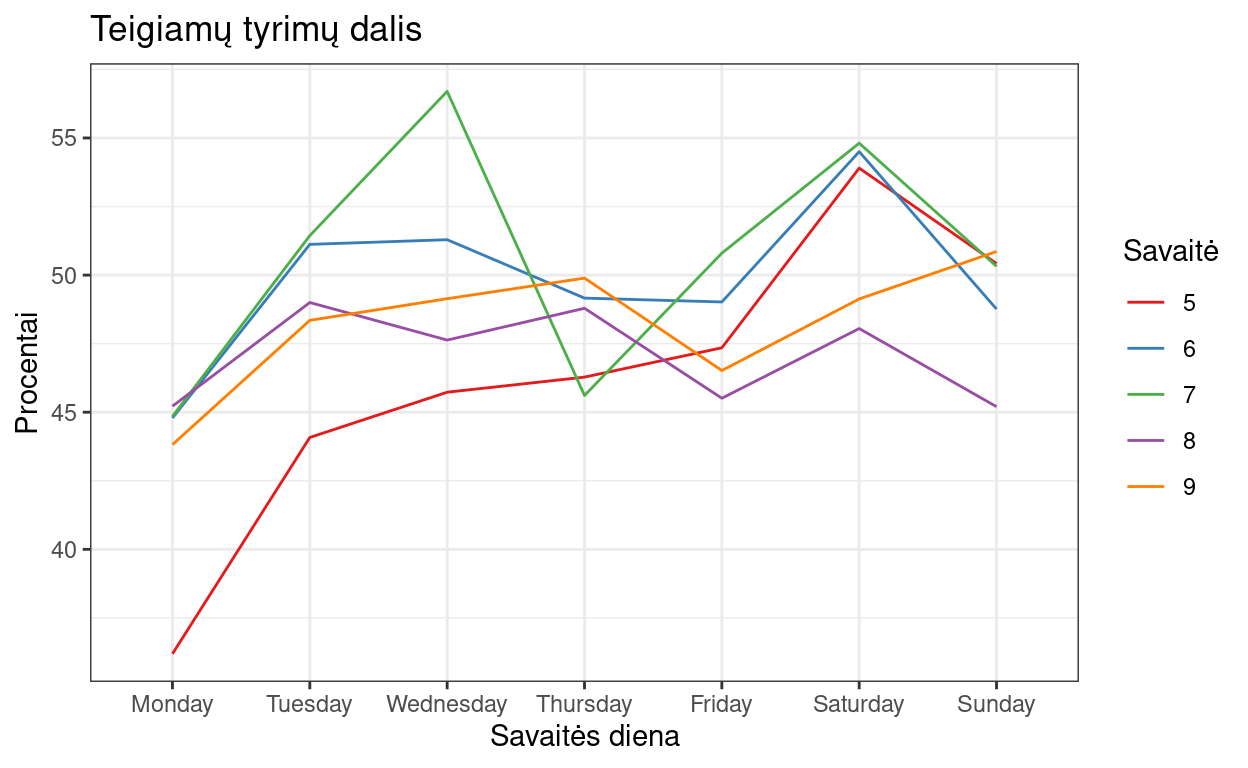 Teigiamų tyrimų dalis
Procentai
55
50
45
40
Monday Tuesday Wednesday Thursday Friday Saturday Sunday
Savaitės diena
Savaitė
5
6
7
8
9